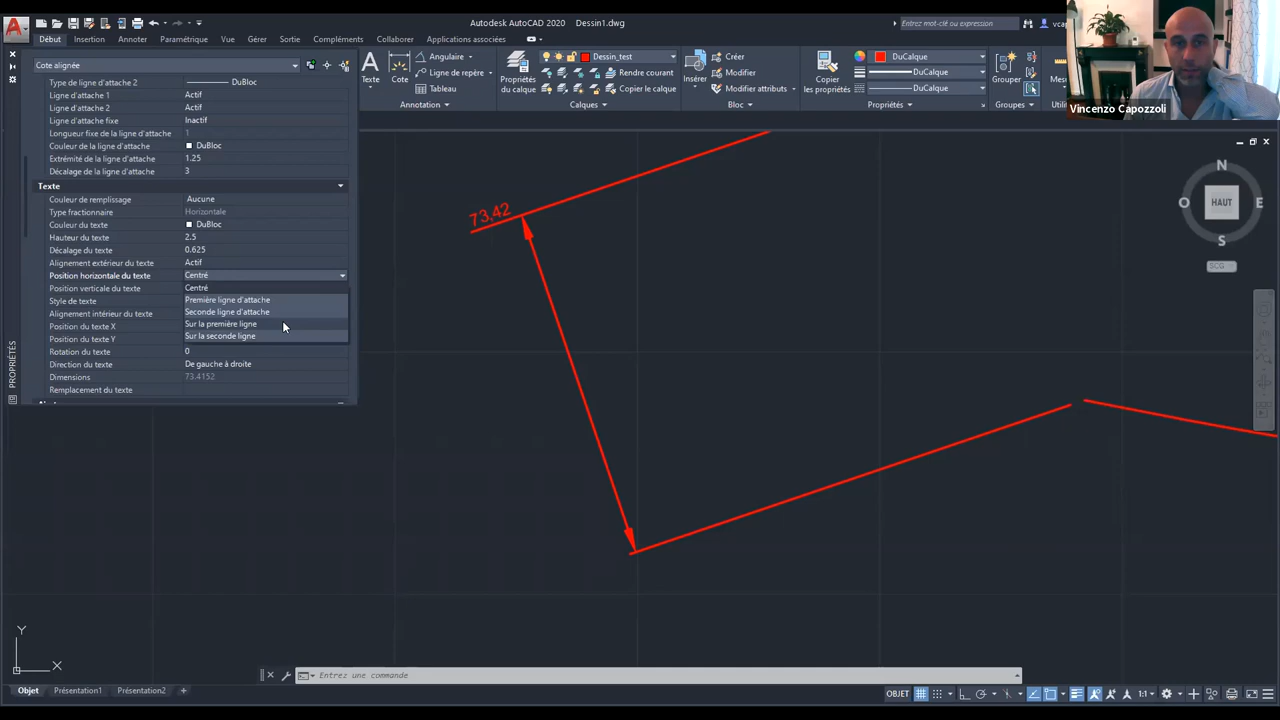 Autodesk AutoCAD 2020 Dessin1.dwg
Entrez mot-clé ou expression
Début Insertion Annoter Paramétrique Vue Gérer Sortie Compléments Collaborer Applications associées
Vincenzo Capozzoli
Cote alignée
Type de ligne d'attache 2 DuBloc
Ligne d'attache 1 Actif
Ligne d'attache 2 Actif
Ligne d'attache fixe Inactif
Longueur fixe de la ligne d'attache 1
Couleur de la ligne d'attache DuBloc
Extrémité de la ligne d'attache 1.25
Décalage de la ligne d'attache 3
Texte
Couleur de remplissage Aucune
Type fractionnaire Horizontale
Couleur du texte DuBloc
Hauteur du texte 2.5
Décalage du texte 0.625
Alignement extérieur du texte Actif
Position horizontale du texte Centré
Position verticale du texte Centré
Style de texte Première ligne d'attache
Alignement intérieur du texte Seconde ligne d'attache
Position du texte X Sur la première ligne
Position du texte Y Sur la seconde ligne
Rotation du texte 0
Direction du texte De gauche à droite
Dimensions 73.4152
Remplacement du texte
PROPRIÉTÉS
Texte
Cote
Angulaire
Ligne de repère
Tableau
Annotation
Propriétés
du calque
Dessin_test
Rendre courant
Copier le calque
Calques
Insérer
Créer
Modifier
Modifier attributs
Bloc
Copier
les propriétés
DuCalque
DuCalque
DuCalque
Propriétés
Grouper
Groupes
73,42
N
O HAUT E
S
SCG
Y
X
Entrez une commande
Objet Présentation1 Présentation2 +
OBJET
1:1